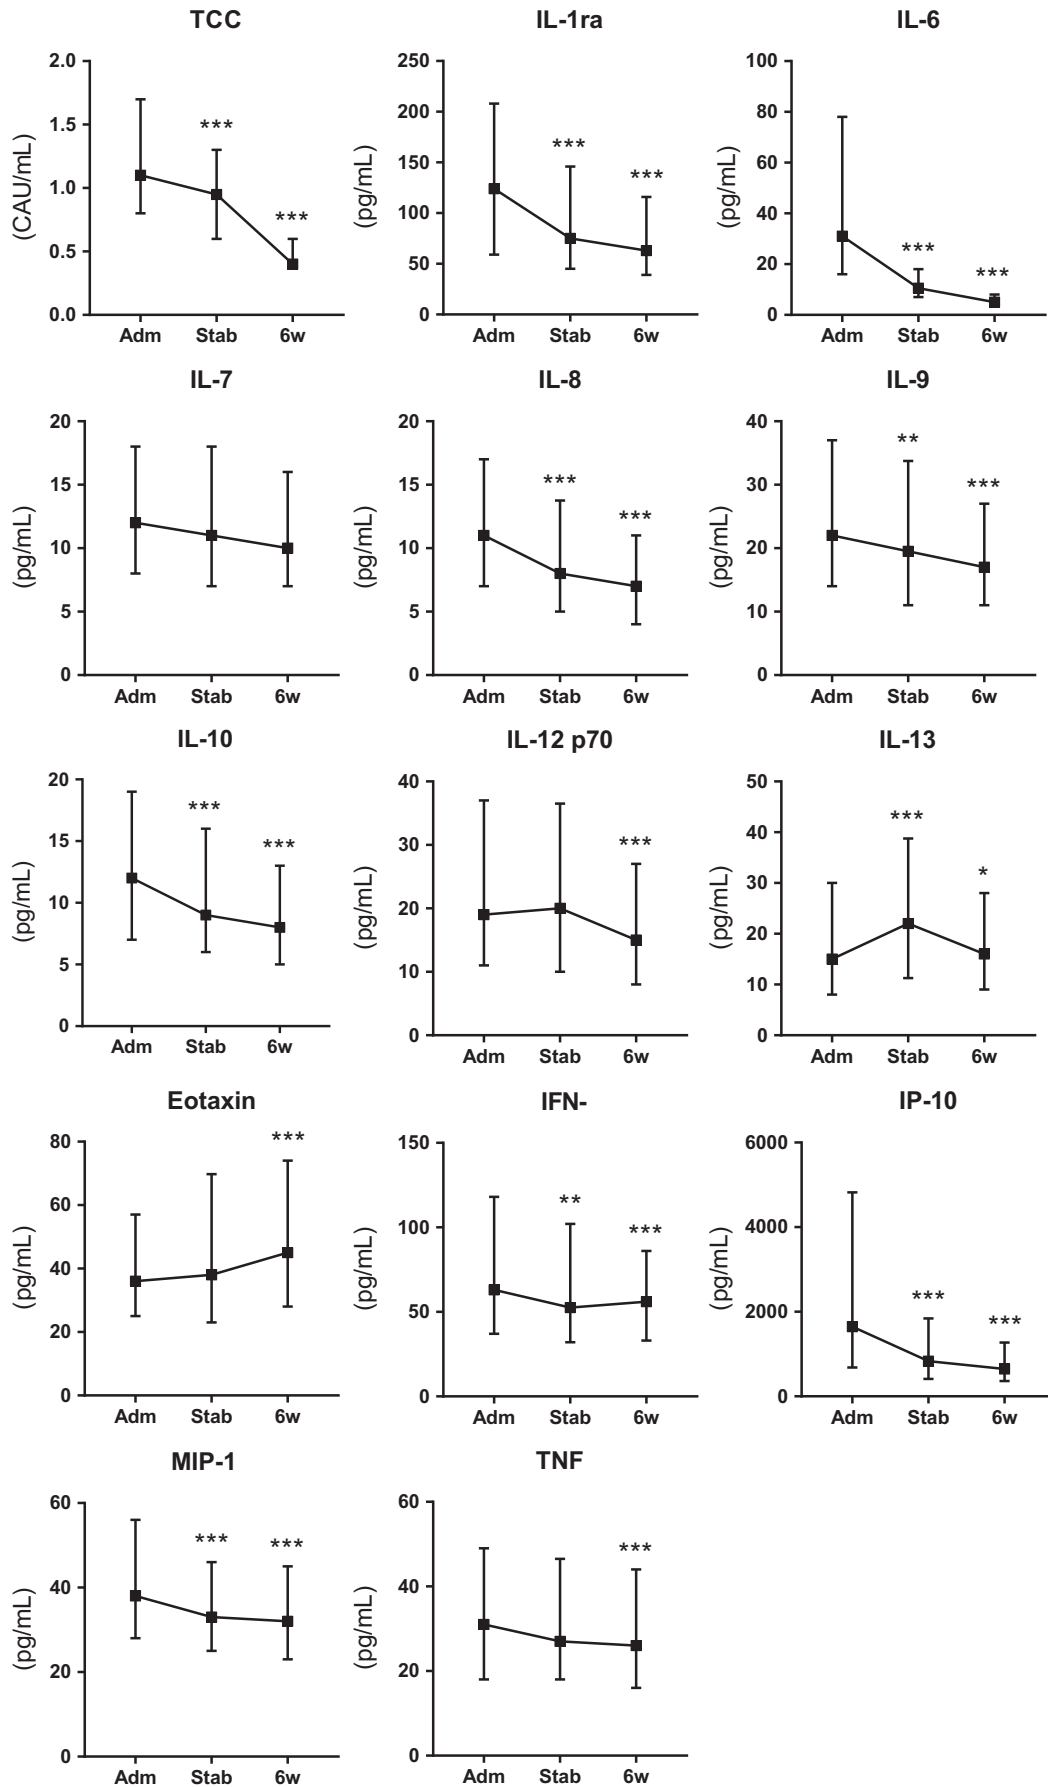 TCC
IL-1ra
IL-6
2.0
1.5
1.0
0.5
0.0
(CAU/mL)
***
***
Adm Stab 6w
250
200
150
100
50
0
(pg/mL)
***
***
Adm Stab 6w
100
80
60
40
20
0
(pg/mL)
***
***
Adm Stab 6w
IL-7
IL-8
IL-9
20
15
10
5
0
(pg/mL)
Adm Stab 6w
20
15
10
5
0
(pg/mL)
***
***
Adm Stab 6w
40
30
20
10
0
(pg/mL)
**
***
Adm Stab 6w
IL-10
IL-12 p70
IL-13
20
15
10
5
0
(pg/mL)
***
***
Adm Stab 6w
40
30
20
10
0
(pg/mL)
***
Adm Stab 6w
50
40
30
20
10
0
(pg/mL)
***
*
Adm Stab 6w
Eotaxin
IFN-
IP-10
80
60
40
20
0
(pg/mL)
***
Adm Stab 6w
150
100
50
0
(pg/mL)
**
***
Adm Stab 6w
6000
4000
2000
0
(pg/mL)
***
***
Adm Stab 6w
MIP-1
TNF
60
40
20
0
(pg/mL)
***
***
Adm Stab 6w
60
40
20
0
(pg/mL)
***
Adm Stab 6w